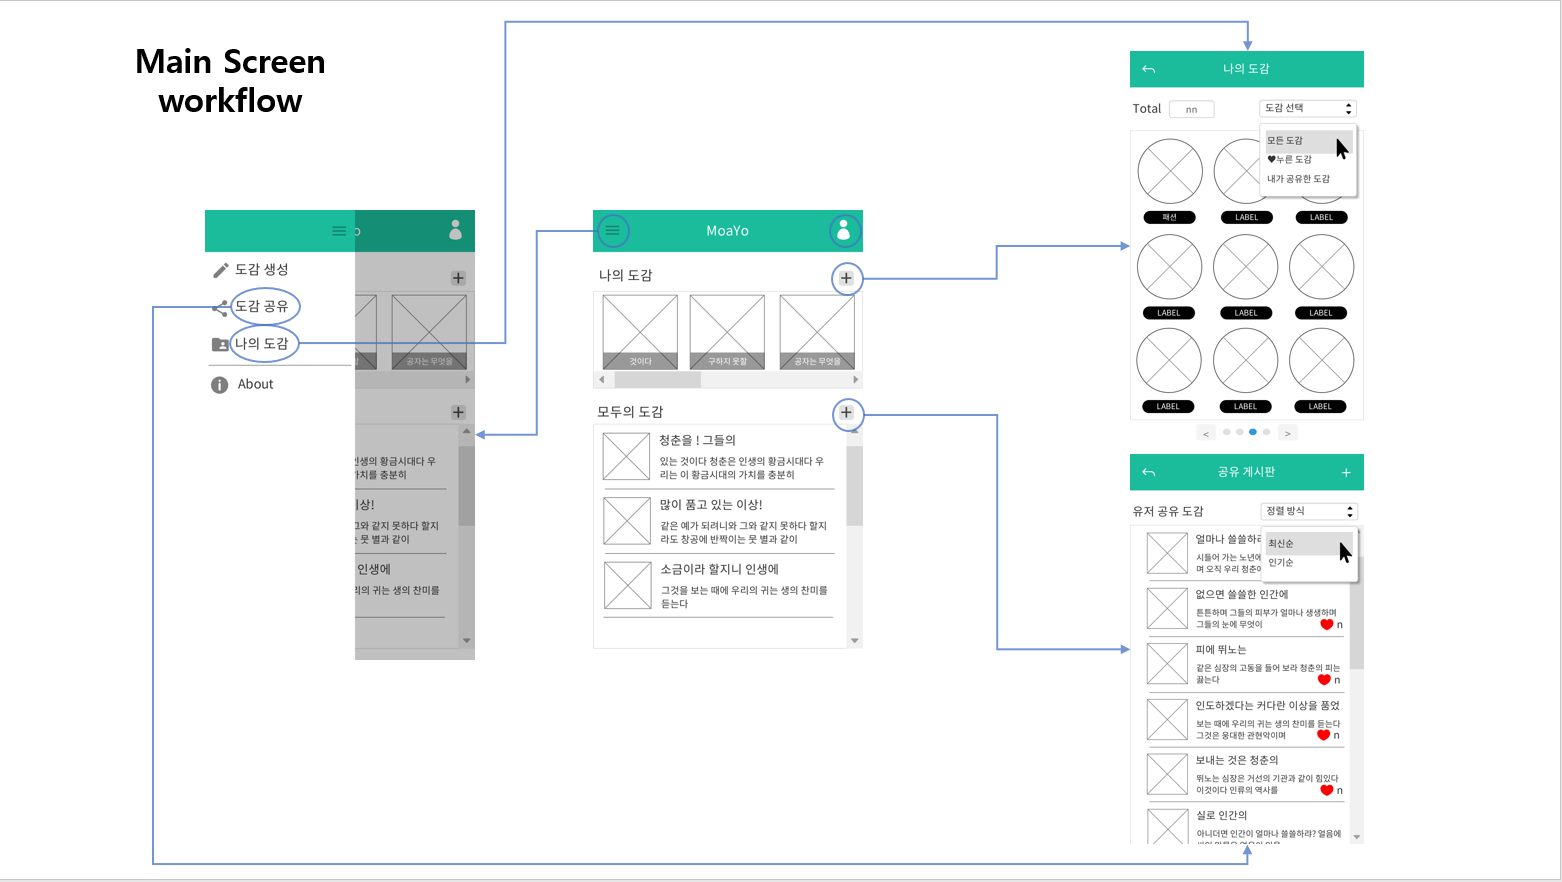 Main Screen
workflow
도감 생성
도감 공유
나의 도감
About
o
공자는 무엇을
인생의 황금시대다 우
가치를 충분히
이상!
그와 같지 못하다 할지
는 뭇 별과 같이
인생에
리의 귀는 생의 찬미를
MoaYo
나의 도감
+
것이다
구하지 못할
공자는 무엇을
모두의 도감
+
청춘을 ! 그들의
있는 것이다 청춘은 인생의 황금시대다 우
리는 이 황금시대의 가치를 충분히
많이 품고 있는 이상!
같은 예가 되려니와 그와 같지 못하다 할지
라도 창공에 반짝이는 뭇 별과 같이
소금이라 할지니 인생에
그것을 보는 때에 우리의 귀는 생의 찬미를
듣는다
나의 도감
Total nn 도감 선택
모든 도감
♥누른 도감
내가 공유한 도감
패션 LABEL LABEL
LABEL LABEL LABEL
LABEL LABEL LABEL
< >
공유 게시판 +
유저 공유 도감 정렬 방식
최신순
인기순
얼마나 쓸쓸하
시들어 가는 노년에
며 오직 우리 청춘
없으면 쓸쓸한 인간에
튼튼하며 그들의 피부가 얼마나 생생하며
그들의 눈에 무엇이 n
피에 뛰노는
같은 심장의 고동을 들어 보라 청춘의 피는
끓는다 n
인도하겠다는 커다란 이상을 품었
보는 때에 우리의 귀는 생의 찬미를 듣는다
그것은 웅대한 관현악이며 n
보내는 것은 청춘의
뛰노는 심장은 거선의 기관과 같이 힘있다
이것이다 인류의 역사를 n
실로 인간의
아니더면 인간이 얼마나 쓸쓸하랴? 얼음에